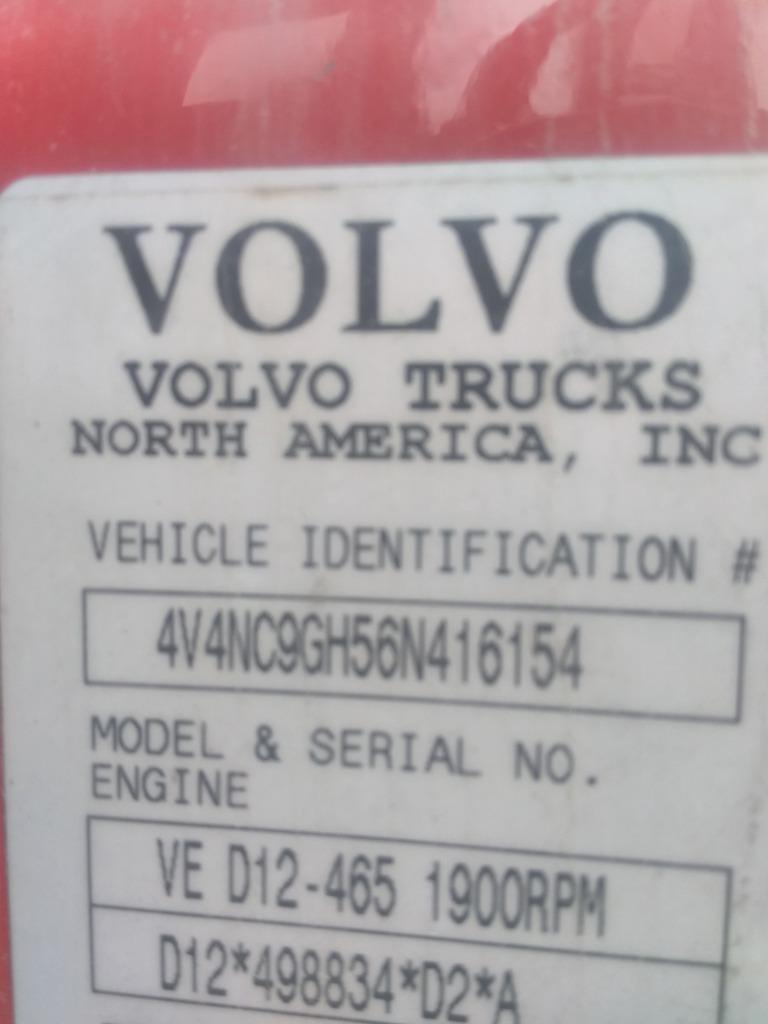 VOLVO
VOLVO TRUCKS
NORTH AMERICA, INC
VEHICLE IDENTIFICATION #
4V4NC9GH56N416154
MODEL & SERIAL NO.
ENGINE
VE D12-465 1900RPM
D12*498834*D2*A